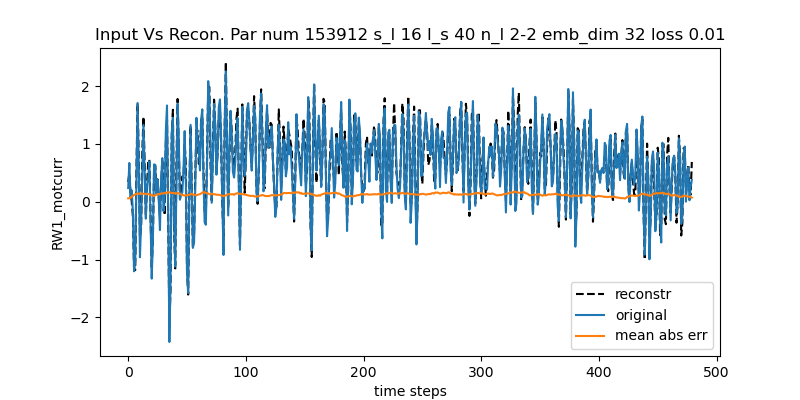 Input Vs Recon. Par num 153912 s_l 16 l_s 40 n_l 2-2 emb_dim 32 loss 0.01
2
1
0
−1
−2
RW1_motcurr
reconstr
original
mean abs err
0
100
200
300
400
500
time steps